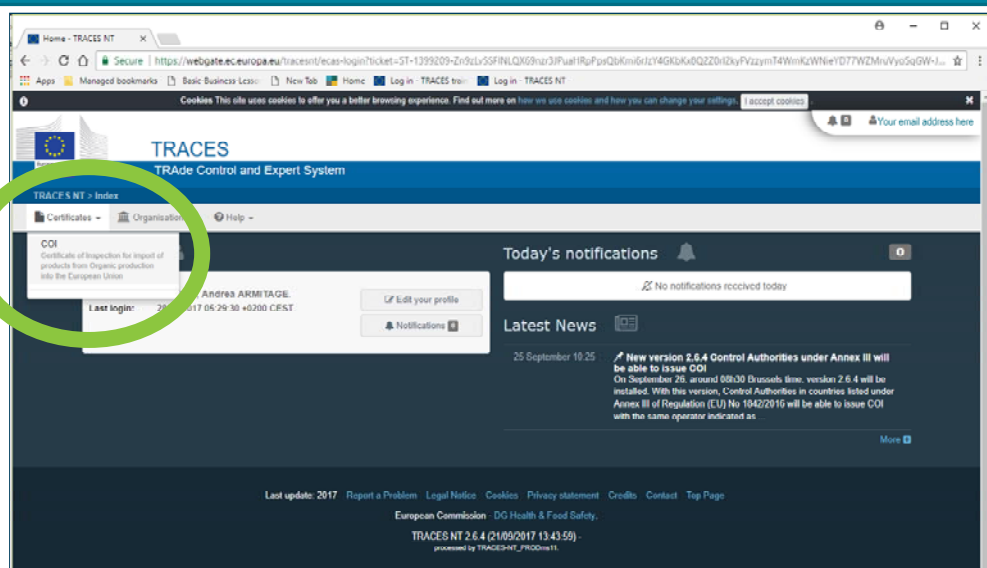 Home - TRACES NT
Secure | https://webgate.ec.europa.eu/tracesnt/ecas-login?ticket=ST-1399209-
Apps Managed bookmarks Basic Business New Tab Home Log in - TRACES Log in - TRACES NT
Cookies This site uses cookies to offer you a better browsing experience. Find out more on how we use cookies and how you can change your settings. I accept cookies
0 Your email address here
TRACES
TRAde Control and Expert System
TRACES NT > Index
Certificates Organisation Help
COI
Certificate of Inspection for import of
products from Organic production
into the European Union
Today's notifications 0
No notifications received today
Andrea ARMITAGE.
Last login: 2017 05:29:30 +0200 CEST.
Edit your profile
Notifications 0
Latest News
25 September 10:25 New version 2.6.4 Control Authorities under Annex III will
be able to issue COI
On September 26, around 08h30 Brussels time, version 2.6.4 will be
installed. With this version, Control Authorities in countries listed under
Annex III of Regulation (EU) No 1842/2016 will be able to issue COI
with the same operator indicated as ...
More
Last update: 2017 Report a Problem Legal Notice Cookies Privacy statement Credits Contact Top Page
European Commission - DG Health & Food Safety.
TRACES NT 2.6.4 (21/09/2017 13:43:59) -
processed by